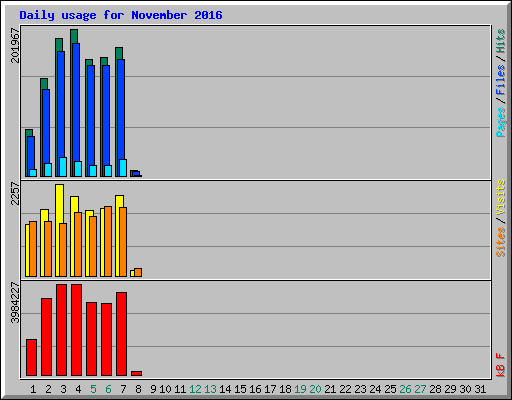 Daily usage for November 2016
201967
Pages/Files/Hits
2257
Sites/Visits
3984227
kB F
1 2 3 4 5 6 7 8 9 10 11 12 13 14 15 16 17 18 19 20 21 22 23 24 25 26 27 28 29 30 31